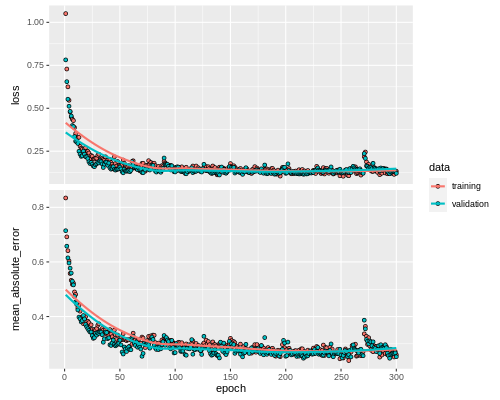 1.00
0.75
0.50
0.25
loss
0.8
0.6
0.4
mean_absolute_error
0 50 100 150 200 250 300
epoch
data
training
validation